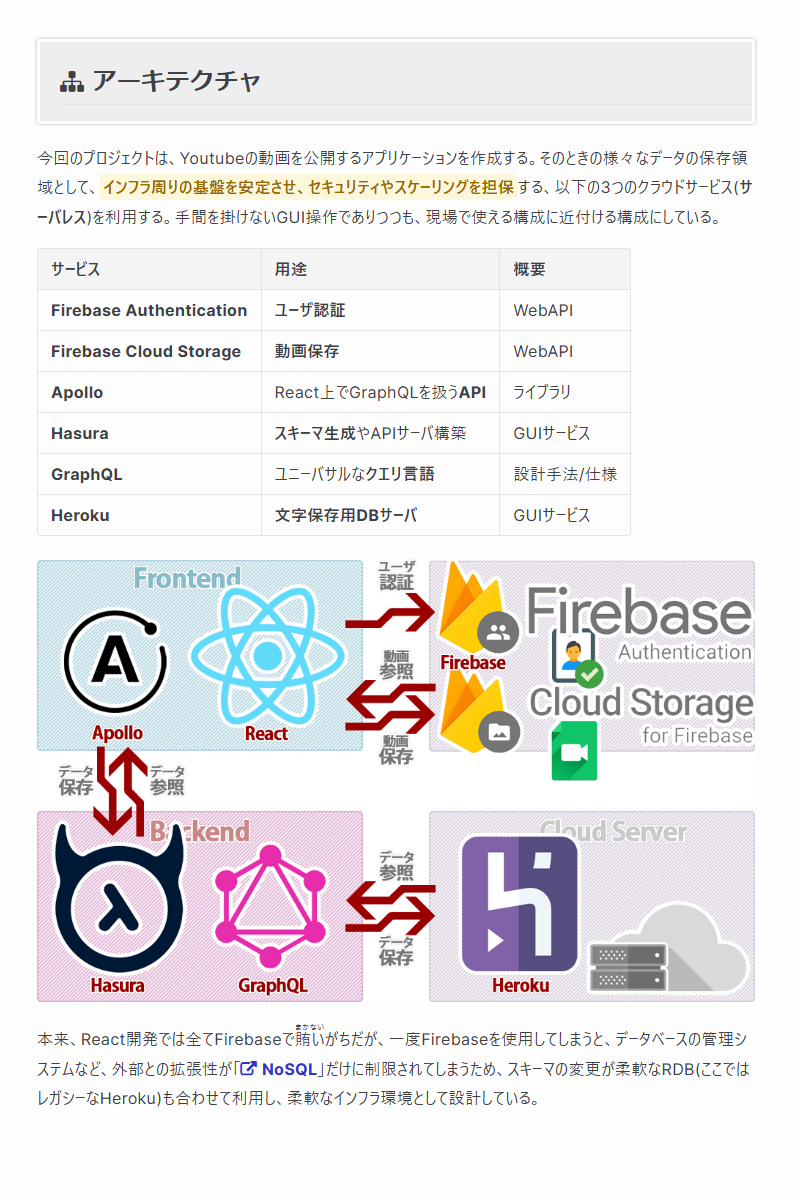 アーキテクチャ
今回のプロジェクトは、Youtubeの動画を公開するアプリケーションを作成する。そのときの様々なデータの保存領
域として、インフラ周りの基盤を安定させ、セキュリティやスケーリングを担保する、以下の3つのクラウドサービス(サ
ーバレス)を利用する。手間を掛けないGUI操作でありつつも、現場で使える構成に近付ける構成にしている。
サービス 用途 概要
Firebase Authentication ユーザ認証 WebAPI
Firebase Cloud Storage 動画保存 WebAPI
Apollo React上でGraphQLを扱うAPI ライブラリ
Hasura スキーマ生成やAPIサーバ構築 GUIサービス
GraphQL ユニーバサルなクエリ言語 設計手法/仕様
Heroku 文字保存用DBサーバ GUIサービス
Frontend
A
Apollo
React
ユーザ
認証
動画
参照
動画
保存
Firebase
Firebase
Authentication
Cloud Storage
for Firebase
データ
保存
データ
参照
Backend
Hasura
GraphQL
データ
参照
データ
保存
Cloud Server
Heroku
まかない
本来、React開発では全てFirebaseで賄いがちだが、一度Firebaseを使用してしまうと、データベースの管理シ
ステムなど、外部との拡張性が「NoSQL」だけに制限されてしまうため、スキーマの変更が柔軟なRDB(ここでは
レガシーなHeroku)も合わせて利用し、柔軟なインフラ環境として設計している。